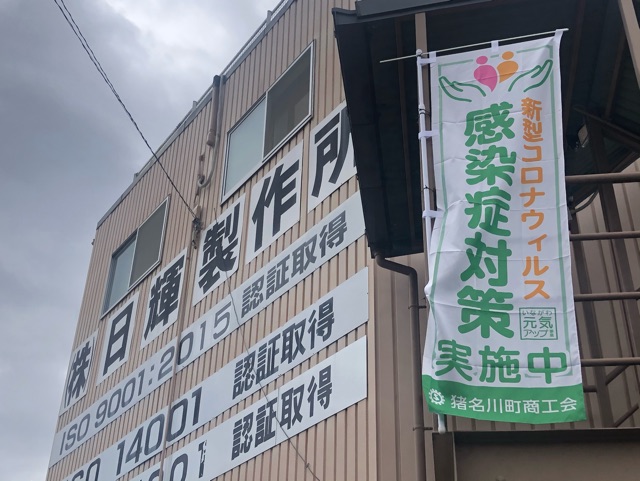 ㈱日輝製作所
ISO 9001:2015 認証取得
ISO 14001 認証取得
認証取得
新型コロナウィルス
感染症対策
実施中
いながわ
元気
アップ
猪名川町商工会